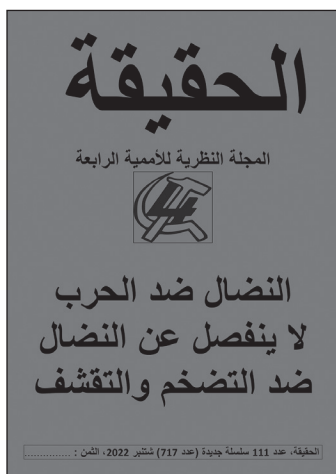 الحقيقة
المجلة النظرية للأممية الرابعة
4
النضال ضد الحرب
لا ينفصل عن النضال
ضد التضخم والتقشف
الحقيقة، عدد 111 سلسلة جديدة (عدد 717) شتنبر 2022، الثمن : ...............